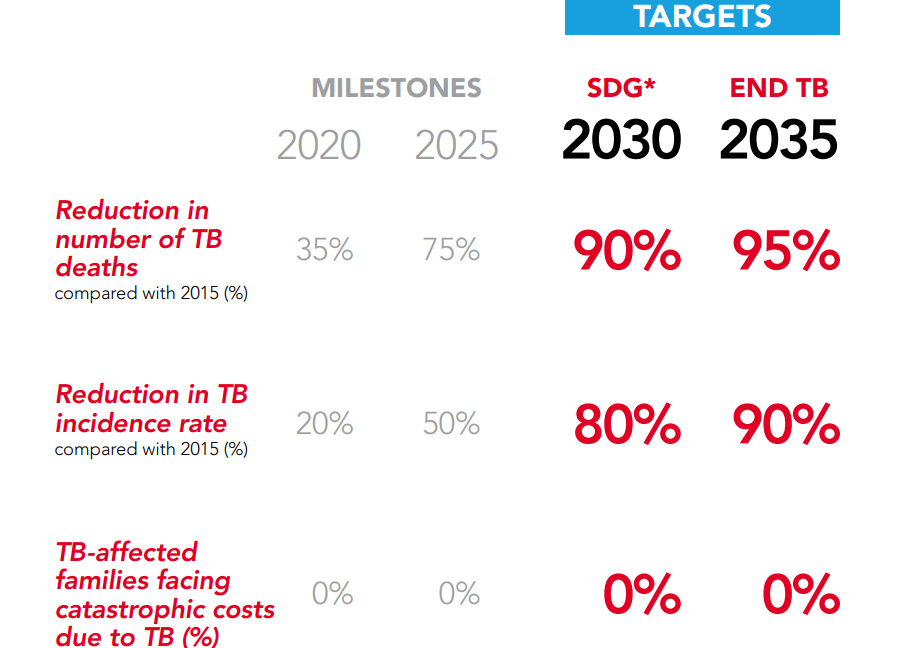 TARGETS
MILESTONES SDG* END TB
2020 2025 2030 2035
Reduction in
number of TB
deaths
compared with 2015 (%)
35% 75% 90% 95%
Reduction in TB
incidence rate
compared with 2015 (%)
20% 50% 80% 90%
TB-affected
families facing
catastrophic costs
due to TB (%)
0% 0% 0% 0%